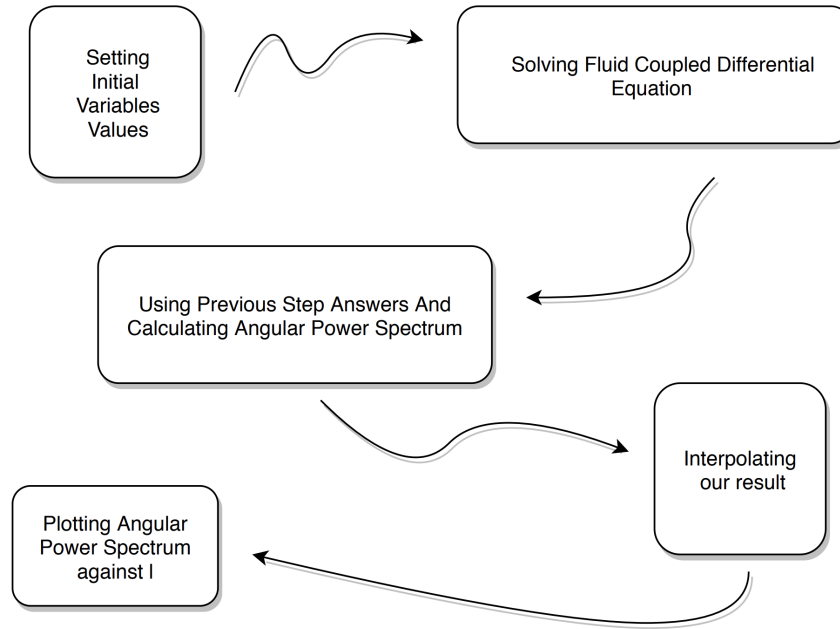 Setting
Initial
Variables
Values
Solving Fluid Coupled Differential
Equation
Using Previous Step Answers And
Calculating Angular Power Spectrum
Interpolating
our result
Plotting Angular
Power Spectrum
against l